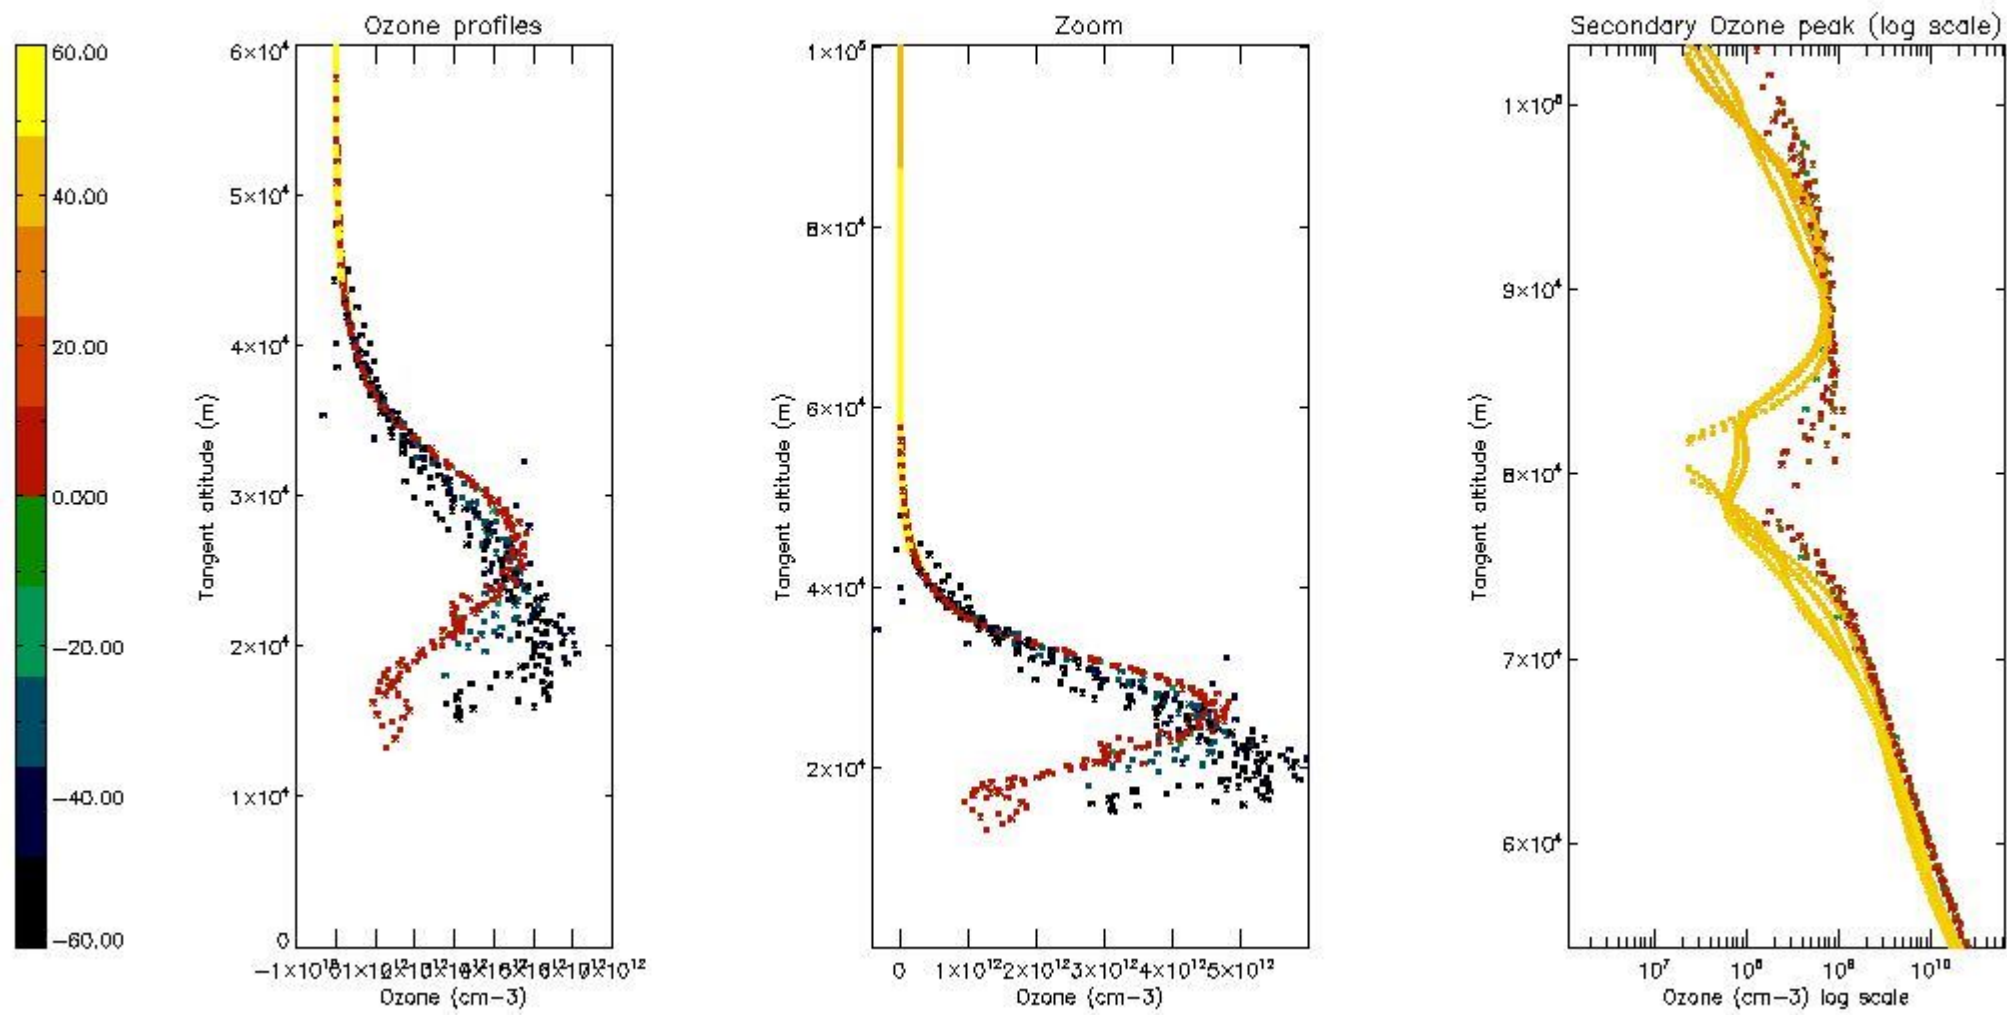 Ozone profiles
60.00
40.00
20.00
0.000
−20.00
−40.00
−60.00
6×10⁴
5×10⁴
4×10⁴
3×10⁴
2×10⁴
1×10⁴
0
Tangent altitude (m)
Ozone (cm−3)
Zoom
1×10⁵
8×10⁴
6×10⁴
4×10⁴
2×10⁴
Tangent altitude (m)
0 1×10¹² 2×10¹² 3×10¹² 4×10¹² 5×10¹²
Ozone (cm−3)
Secondary Ozone peak (log scale)
9×10⁴
8×10⁴
7×10⁴
6×10⁴
Tangent altitude (m)
10⁷ 10⁹ 10¹⁰
Ozone (cm−3) log scale